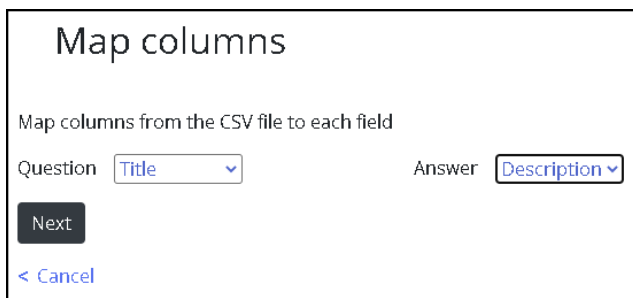 Map columns
Map columns from the CSV file to each field
Question Title Answer Description
Next
< Cancel